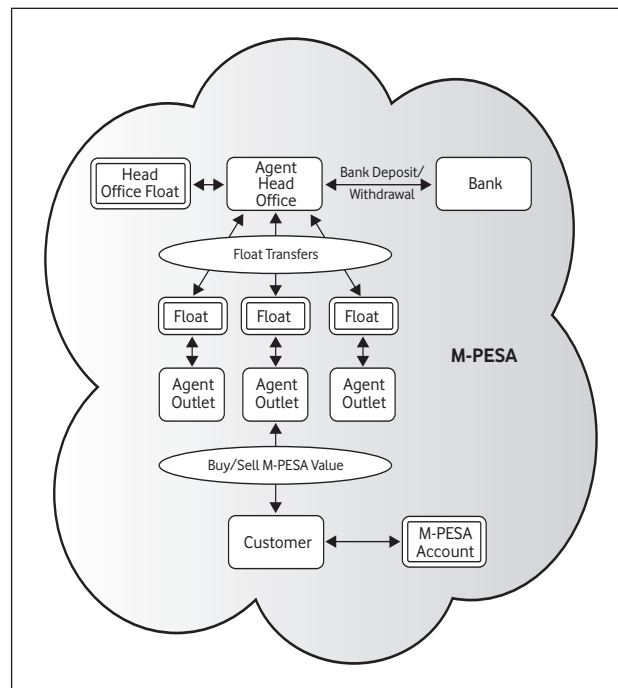 Head
Office Float
Agent
Head
Office
Bank Deposit/
Withdrawal
Bank
Float Transfers
Float
Float
Float
M-PESA
Agent
Outlet
Agent
Outlet
Agent
Outlet
Buy/Sell M-PESA Value
Customer
M-PESA
Account